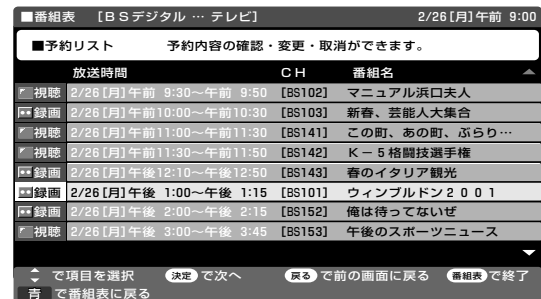 ■番組表 [BSデジタル … テレビ] 2/26[月]午前 9:00
■予約リスト 予約内容の確認・変更・取消ができます。
放送時間 CH 番組名
視聴 2/26[月]午前 9:30~午前 9:50 [BS102] マニュアル浜口夫人
録画 2/26[月]午前10:00~午前10:30 [BS103] 新春、芸能人大集合
視聴 2/26[月]午前11:00~午前11:30 [BS141] この町、あの町、ぶらり…
視聴 2/26[月]午前11:30~午前11:50 [BS142] K-5格闘技選手権
録画 2/26[月]午後12:10~午後12:50 [BS143] 春のイタリア観光
録画 2/26[月]午後 1:00~午後 1:15 [BS101] ウィンブルドン2001
録画 2/26[月]午後 2:00~午後 2:15 [BS152] 俺は待ってないぜ
視聴 2/26[月]午後 3:00~午後 3:45 [BS153] 午後のスポーツニュース
で項目を選択 決定 で次へ 戻る で前の画面に戻る 番組表 で終了
青 で番組表に戻る